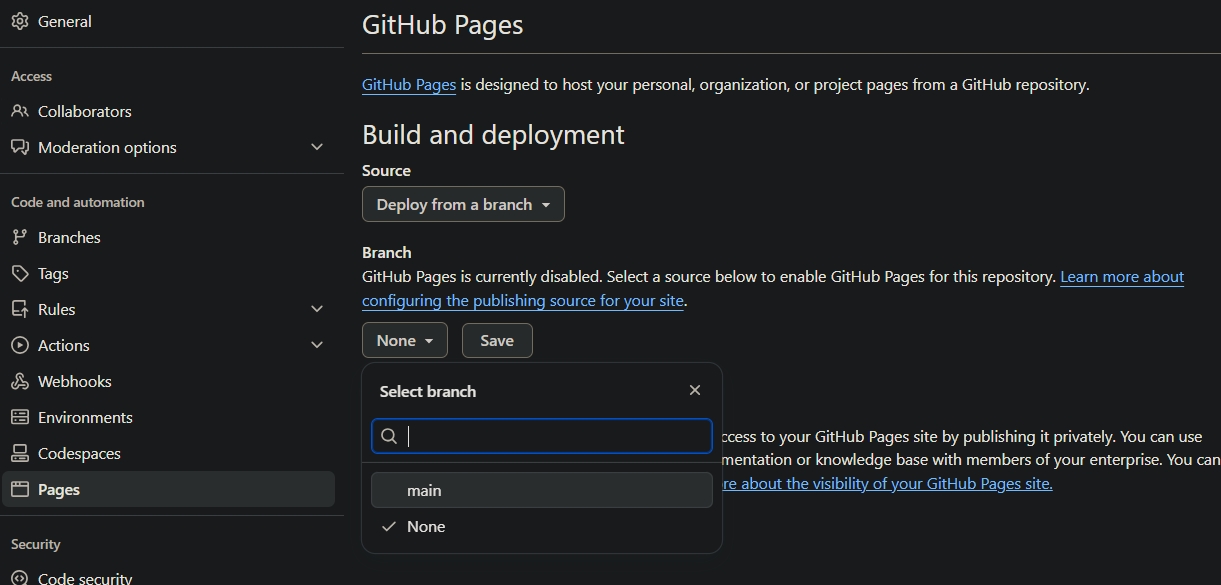 General
Access
Collaborators
Moderation options
Code and automation
Branches
Tags
Rules
Actions
Webhooks
Environments
Codespaces
Pages
Security
Code security
GitHub Pages
GitHub Pages is designed to host your personal, organization, or project pages from a GitHub repository.
Build and deployment
Source
Deploy from a branch
Branch
GitHub Pages is currently disabled. Select a source below to enable GitHub Pages for this repository. Learn more about
configuring the publishing source for your site.
None
Save
Select branch
main
None
to your GitHub Pages site by publishing it privately. You can use
or knowledge base with members of your enterprise. You can
about the visibility of your GitHub Pages site.